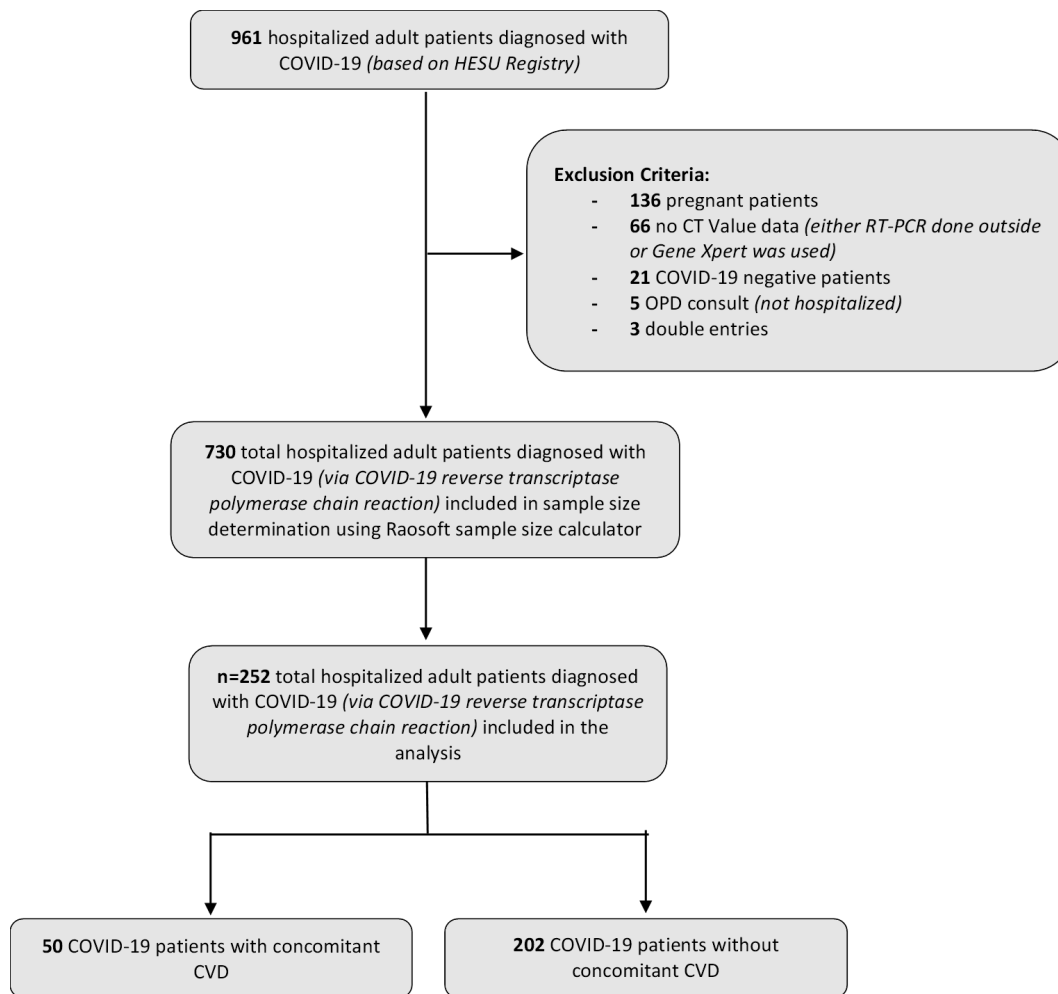 961 hospitalized adult patients diagnosed with
COVID-19 (based on HESU Registry)
Exclusion Criteria:
- 136 pregnant patients
- 66 no CT Value data (either RT-PCR done outside
or Gene Xpert was used)
- 21 COVID-19 negative patients
- 5 OPD consult (not hospitalized)
- 3 double entries
730 total hospitalized adult patients diagnosed with
COVID-19 (via COVID-19 reverse transcriptase
polymerase chain reaction) included in sample size
determination using Raosoft sample size calculator
n=252 total hospitalized adult patients diagnosed
with COVID-19 (via COVID-19 reverse transcriptase
polymerase chain reaction) included in the
analysis
50 COVID-19 patients with concomitant
CVD
202 COVID-19 patients without
concomitant CVD